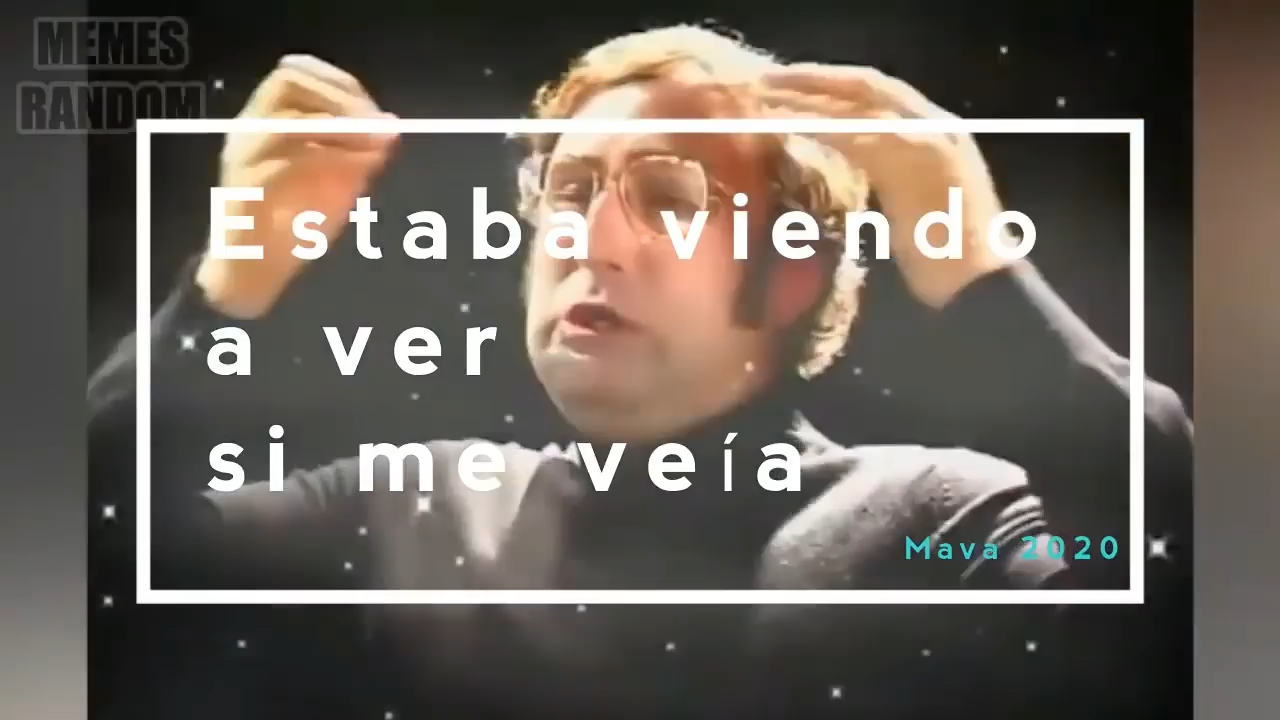 MEMES
RANDOM
Estaba viendo
a ver
si me veía
Mava 2020